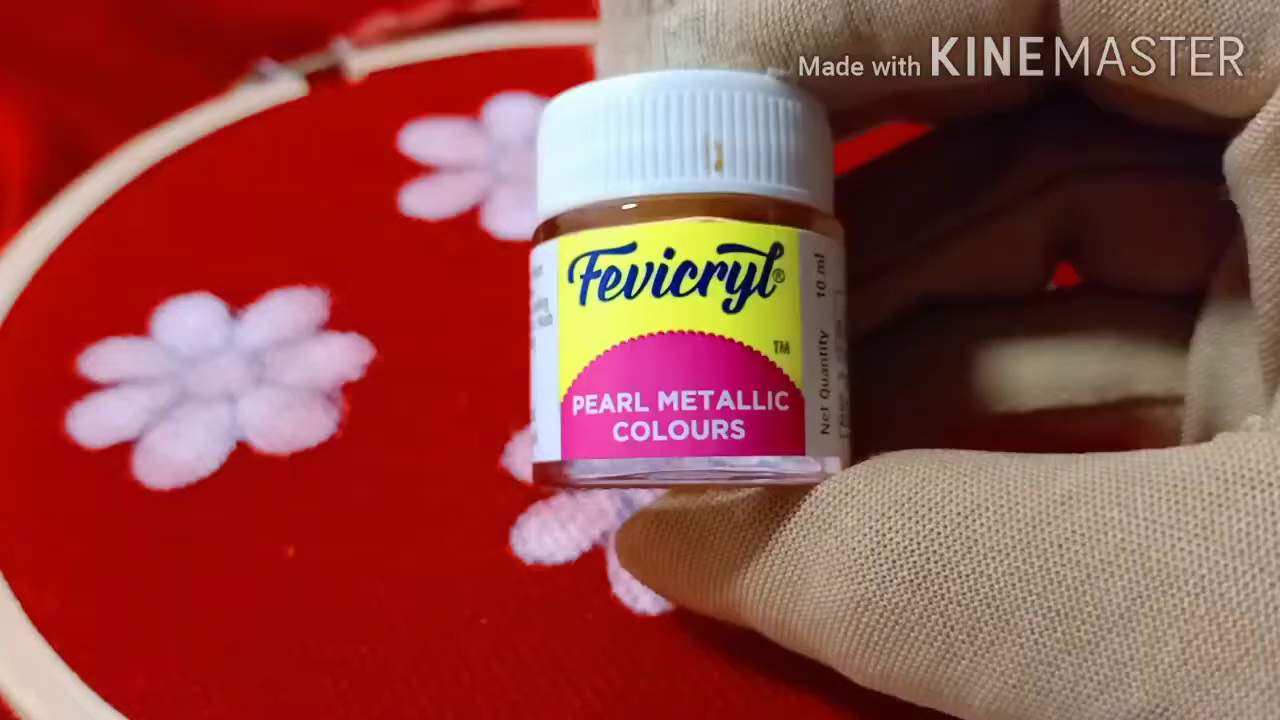 Made with KINEMASTER
Fevicryl®
TM
PEARL METALLIC
COLOURS
Net Quantity 10 ml